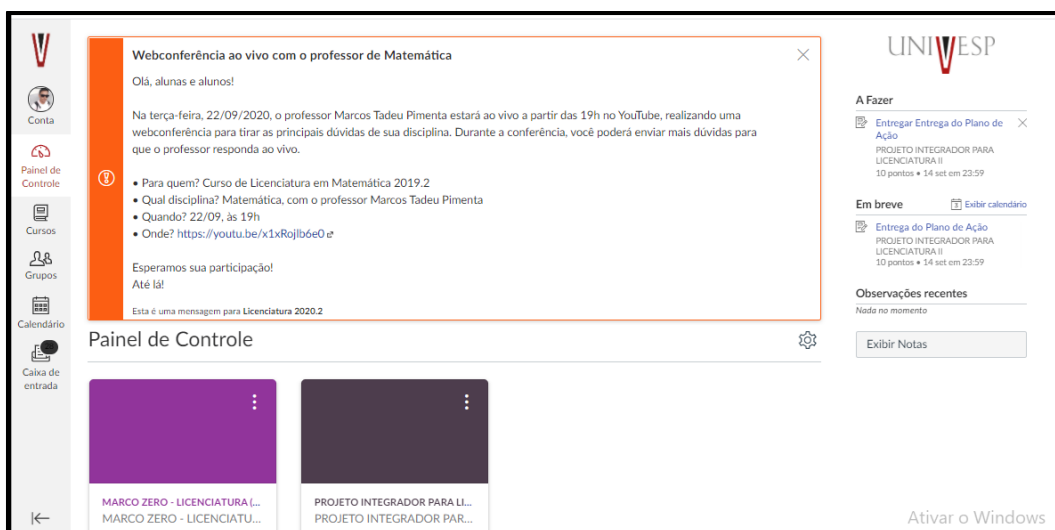 Webconferência ao vivo com o professor de Matemática
Olá, alunas e alunos!
Na terça-feira, 22/09/2020, o professor Marcos Tadeu Pimenta estará ao vivo a partir das 19h no YouTube, realizando uma
webconferência para tirar as principais dúvidas de sua disciplina. Durante a conferência, você poderá enviar mais dúvidas para
que o professor responda ao vivo.
• Para quem? Curso de Licenciatura em Matemática 2019.2
• Qual disciplina? Matemática, com o professor Marcos Tadeu Pimenta
• Quando? 22/09, às 19h
• Onde? https://youtu.be/x1xRojIb6e0
Esperamos sua participação!
Até lá!
Esta é uma mensagem para Licenciatura 2020.2
Conta
Painel de
Controle
Cursos
Grupos
Calendário
Caixa de
entrada
Painel de Controle
MARCO ZERO - LICENCIATURA (...
MARCO ZERO - LICENCIATU...
PROJETO INTEGRADOR PARA LI...
PROJETO INTEGRADOR PAR...
UNIVESP
A Fazer
Entregar Entrega do Plano de
Ação
PROJETO INTEGRADOR PARA
LICENCIATURA II
10 pontos • 14 set em 23:59
Em breve
Exibir calendário
Entrega do Plano de Ação
PROJETO INTEGRADOR PARA
LICENCIATURA II
10 pontos • 14 set em 23:59
Observações recentes
Nada no momento
Exibir Notas
Ativar o Windows